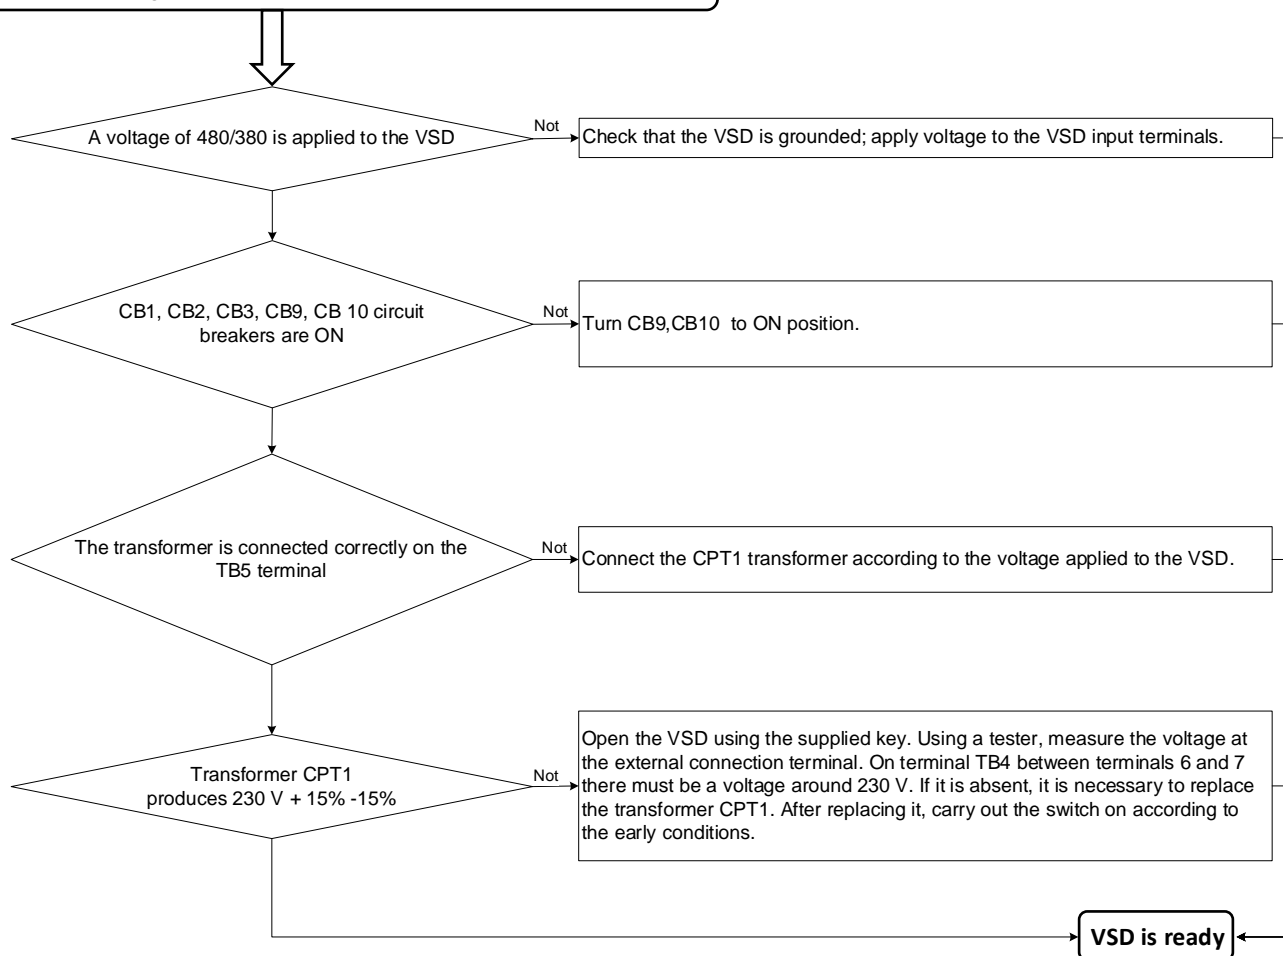 A voltage of 480/380 is applied to the VSD
Not
Check that the VSD is grounded; apply voltage to the VSD input terminals.
CB1, CB2, CB3, CB9, CB 10 circuit
breakers are ON
Not
Turn CB9,CB10 to ON position.
The transformer is connected correctly on the
TB5 terminal
Not
Connect the CPT1 transformer according to the voltage applied to the VSD.
Transformer CPT1
produces 230 V + 15% -15%
Not
Open the VSD using the supplied key. Using a tester, measure the voltage at
the external connection terminal. On terminal TB4 between terminals 6 and 7
there must be a voltage around 230 V. If it is absent, it is necessary to replace
the transformer CPT1. After replacing it, carry out the switch on according to
the early conditions.
VSD is ready